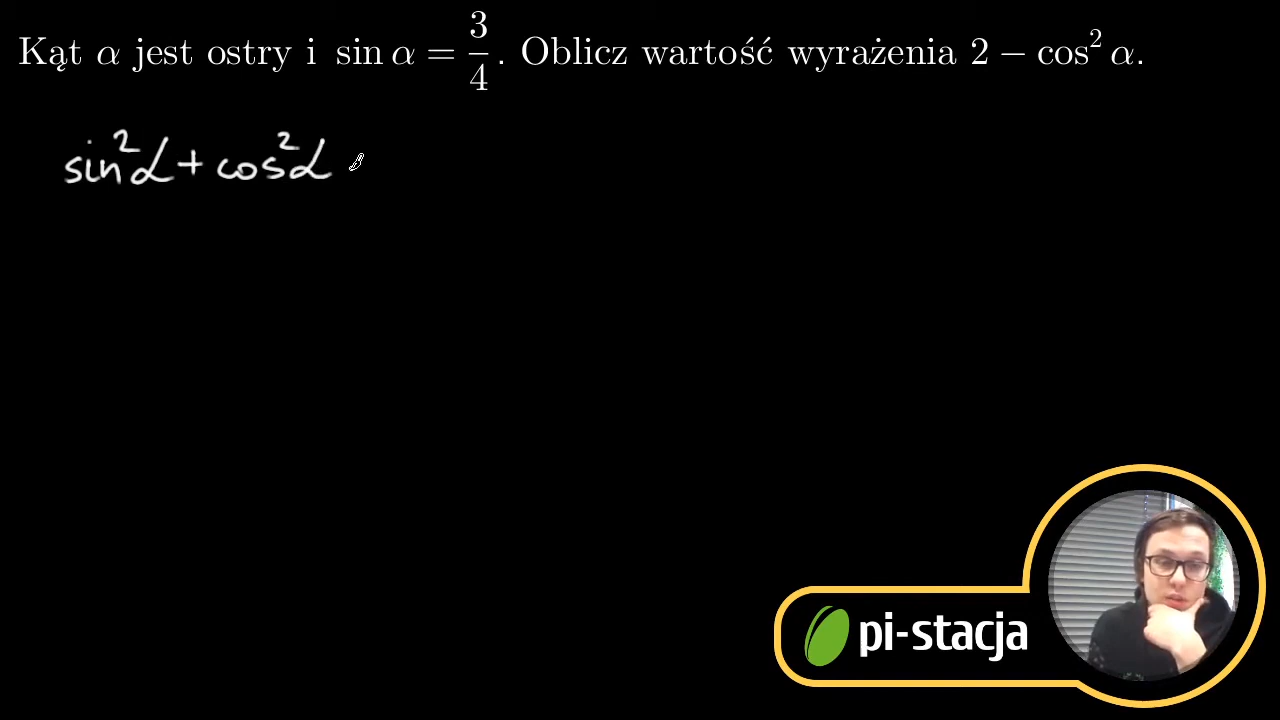 Kąt α jest ostry i sin α = 3/4. Oblicz wartość wyrażenia 2 − cos² α.
sin²α + cos²α
pi-stacja